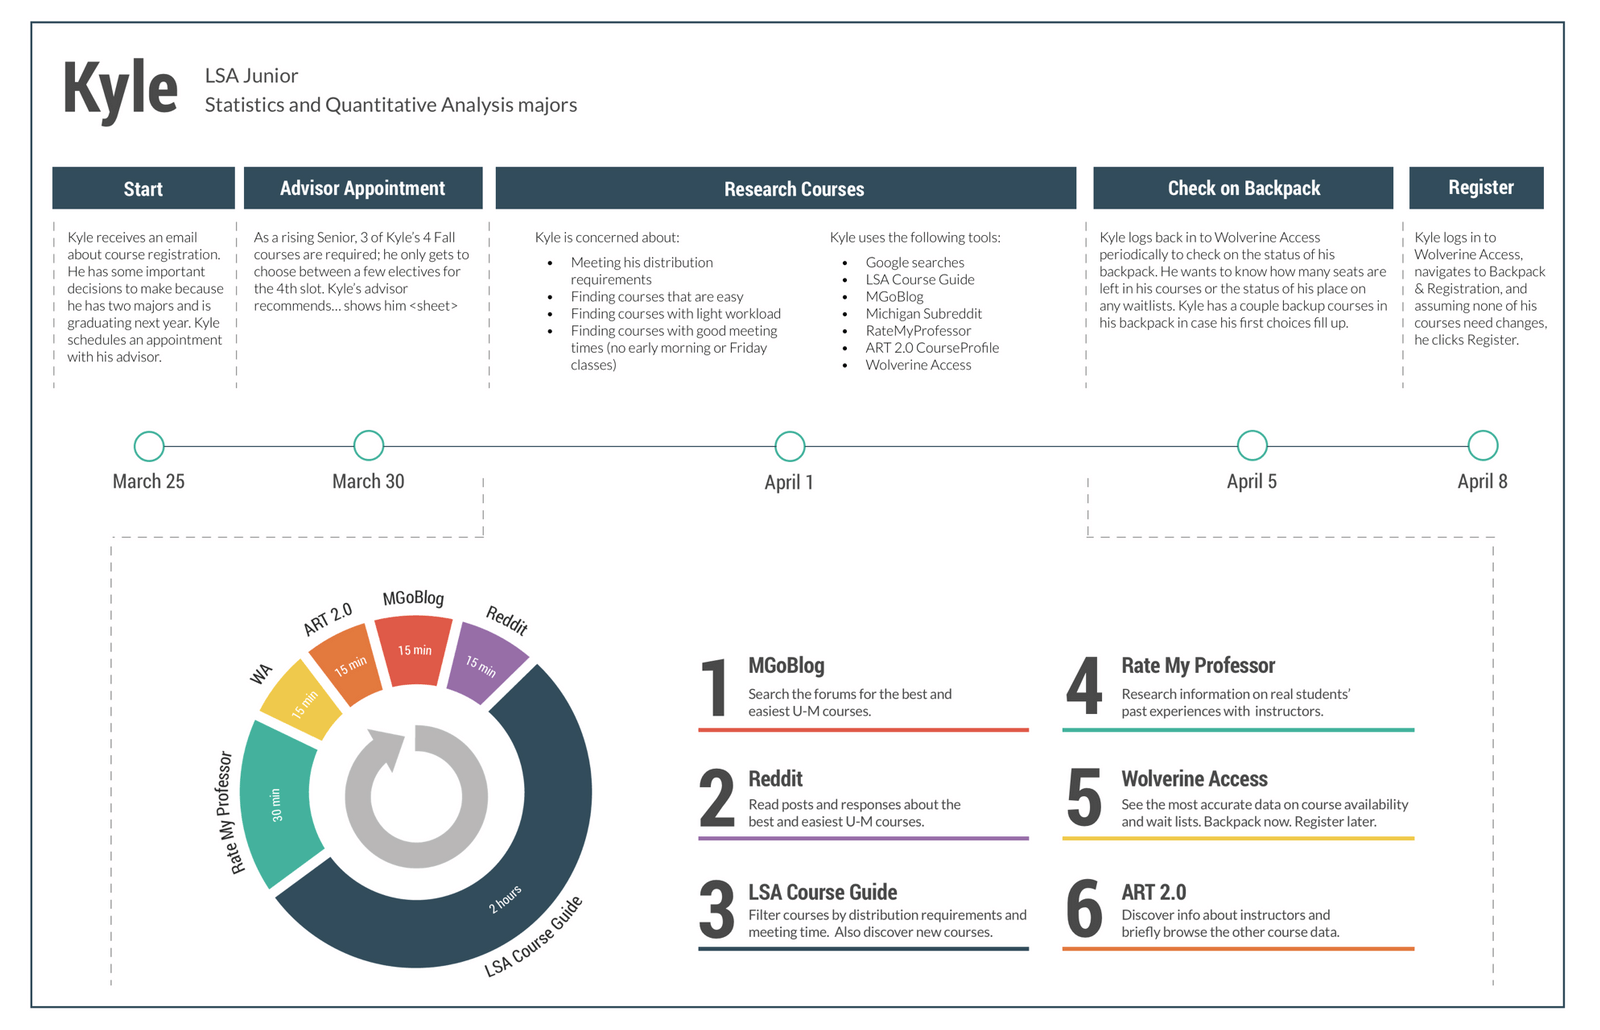 Kyle
LSA Junior
Statistics and Quantitative Analysis majors
Start
Kyle receives an email
about course registration.
He has some important
decisions to make because
he has two majors and is
graduating next year. Kyle
schedules an appointment
with his advisor.
Advisor Appointment
As a rising Senior, 3 of Kyle's 4 Fall
courses are required; he only gets to
choose between a few electives for
the 4th slot. Kyle's advisor
recommends... shows him <sheet>
Research Courses
Kyle is concerned about:
• Meeting his distribution
requirements
• Finding courses that are easy
• Finding courses with light workload
• Finding courses with good meeting
times (no early morning or Friday
classes)
Kyle uses the following tools:
• Google searches
• LSA Course Guide
• MGoBlog
• Michigan Subreddit
• RateMyProfessor
• ART 2.0 CourseProfile
• Wolverine Access
Check on Backpack
Kyle logs back in to Wolverine Access
periodically to check on the status of his
backpack. He wants to know how many seats are
left in his courses or the status of his place on
any waitlists. Kyle has a couple backup courses in
his backpack in case his first choices fill up.
Register
Kyle logs in to
Wolverine Access,
navigates to Backpack
& Registration, and
assuming none of his
courses need changes,
he clicks Register.
March 25
March 30
April 1
April 5
April 8
MGoBlog
15 min
Reddit
15 min
LSA Course Guide
2 hours
Rate My Professor
30 min
WA
15 min
ART 2.0
15 min
1
MGoBlog
Search the forums for the best and
easiest U-M courses.
2
Reddit
Read posts and responses about the
best and easiest U-M courses.
3
LSA Course Guide
Filter courses by distribution requirements and
meeting time. Also discover new courses.
4
Rate My Professor
Research information on real students'
past experiences with instructors.
5
Wolverine Access
See the most accurate data on course availability
and wait lists. Backpack now. Register later.
6
ART 2.0
Discover info about instructors and
briefly browse the other course data.